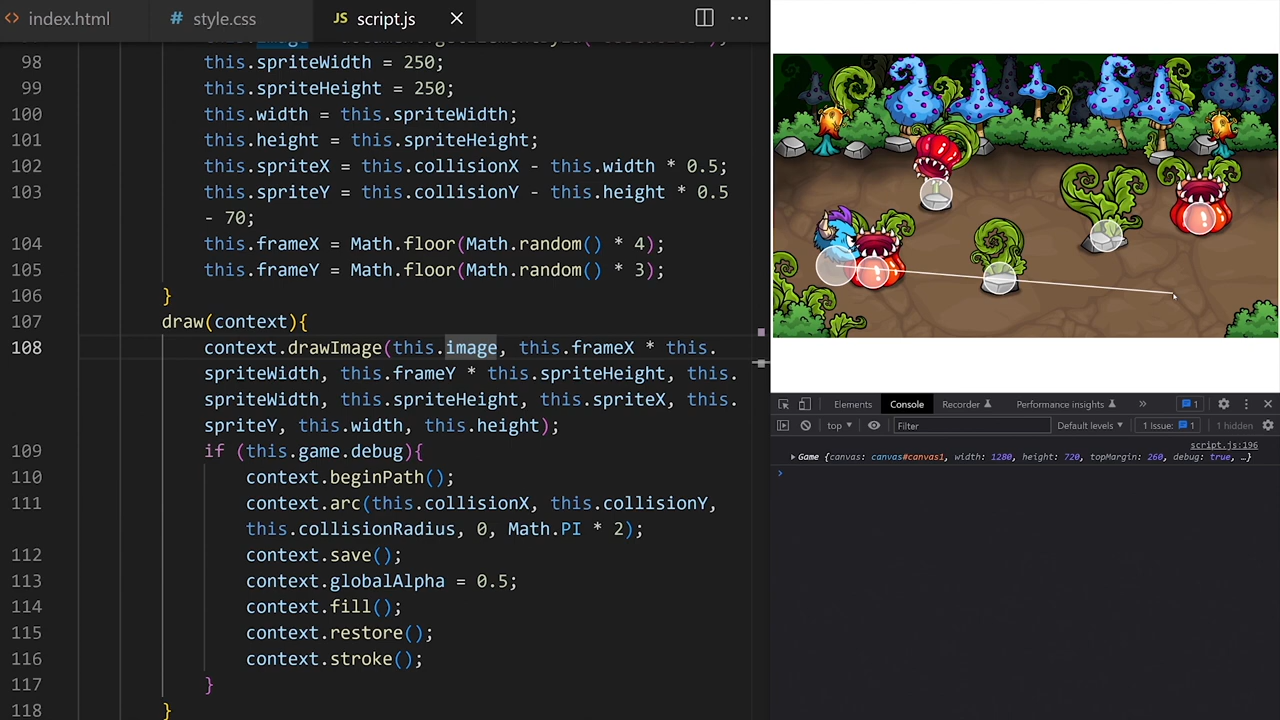 index.html
style.css
script.js
98 this.spriteWidth = 250;
99 this.spriteHeight = 250;
100 this.width = this.spriteWidth;
101 this.height = this.spriteHeight;
102 this.spriteX = this.collisionX - this.width * 0.5;
103 this.spriteY = this.collisionY - this.height * 0.5
- 70;
104 this.frameX = Math.floor(Math.random() * 4);
105 this.frameY = Math.floor(Math.random() * 3);
106 }
107 draw(context){
108 context.drawImage(this.image, this.frameX * this.
spriteWidth, this.frameY * this.spriteHeight, this.
spriteWidth, this.spriteHeight, this.spriteX, this.
spriteY, this.width, this.height);
109 if (this.game.debug){
110 context.beginPath();
111 context.arc(this.collisionX, this.collisionY,
this.collisionRadius, 0, Math.PI * 2);
112 context.save();
113 context.globalAlpha = 0.5;
114 context.fill();
115 context.restore();
116 context.stroke();
117 }
118 }
Elements Console Recorder Performance insights » 1
top Filter Default levels 1 Issue: 1 1 hidden
script.js:196
Game {canvas: canvas#canvas1, width: 1280, height: 720, topMargin: 260, debug: true, …}